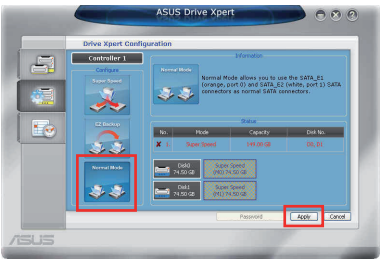 ASUS Drive Xpert
Drive Xpert Configuration
Controller 1
Configure
Super Speed
EZ Backup
Normal Mode
Information
Normal Mode
Normal Mode allows you to use the SATA_E1
(orange, port 0) and SATA_E2 (white, port 1) SATA
connectors as normal SATA connectors.
Status
No. Mode Capacity Disk No.
1 Super Speed 149.00 GB D0, D1
Disk0
74.50 GB
Super Speed
(M0) 74.50 GB
Disk1
74.50 GB
Super Speed
(M1) 74.50 GB
Password Apply Cancel
ASUS